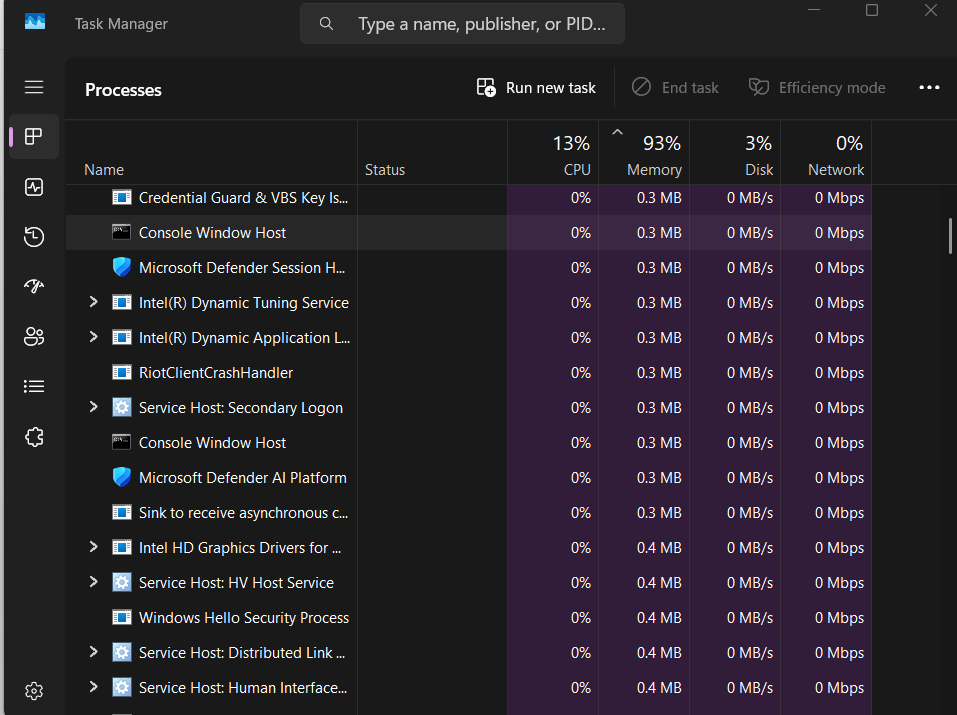 Task Manager
Type a name, publisher, or PID...
Processes
Run new task
End task
Efficiency mode
13% 93% 3% 0%
Name Status CPU Memory Disk Network
Credential Guard & VBS Key Is... 0% 0.3 MB 0 MB/s 0 Mbps
Console Window Host 0% 0.3 MB 0 MB/s 0 Mbps
Microsoft Defender Session H... 0% 0.3 MB 0 MB/s 0 Mbps
Intel(R) Dynamic Tuning Service 0% 0.3 MB 0 MB/s 0 Mbps
Intel(R) Dynamic Application L... 0% 0.3 MB 0 MB/s 0 Mbps
RiotClientCrashHandler 0% 0.3 MB 0 MB/s 0 Mbps
Service Host: Secondary Logon 0% 0.3 MB 0 MB/s 0 Mbps
Console Window Host 0% 0.3 MB 0 MB/s 0 Mbps
Microsoft Defender AI Platform 0% 0.3 MB 0 MB/s 0 Mbps
Sink to receive asynchronous c... 0% 0.3 MB 0 MB/s 0 Mbps
Intel HD Graphics Drivers for ... 0% 0.4 MB 0 MB/s 0 Mbps
Service Host: HV Host Service 0% 0.4 MB 0 MB/s 0 Mbps
Windows Hello Security Process 0% 0.4 MB 0 MB/s 0 Mbps
Service Host: Distributed Link ... 0% 0.4 MB 0 MB/s 0 Mbps
Service Host: Human Interface... 0% 0.4 MB 0 MB/s 0 Mbps